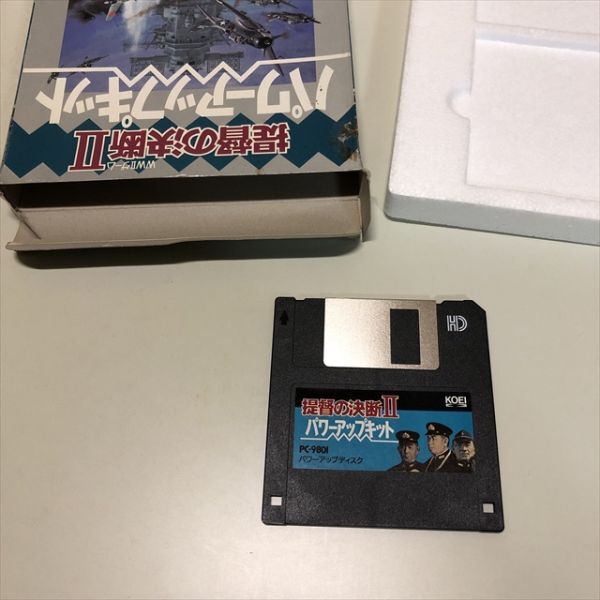 WWⅡゲーム
提督の決断Ⅱ
パワーアップキット
HD
KOEI
提督の決断Ⅱ
パワーアップキット
PC-9801
パワーアップディスク